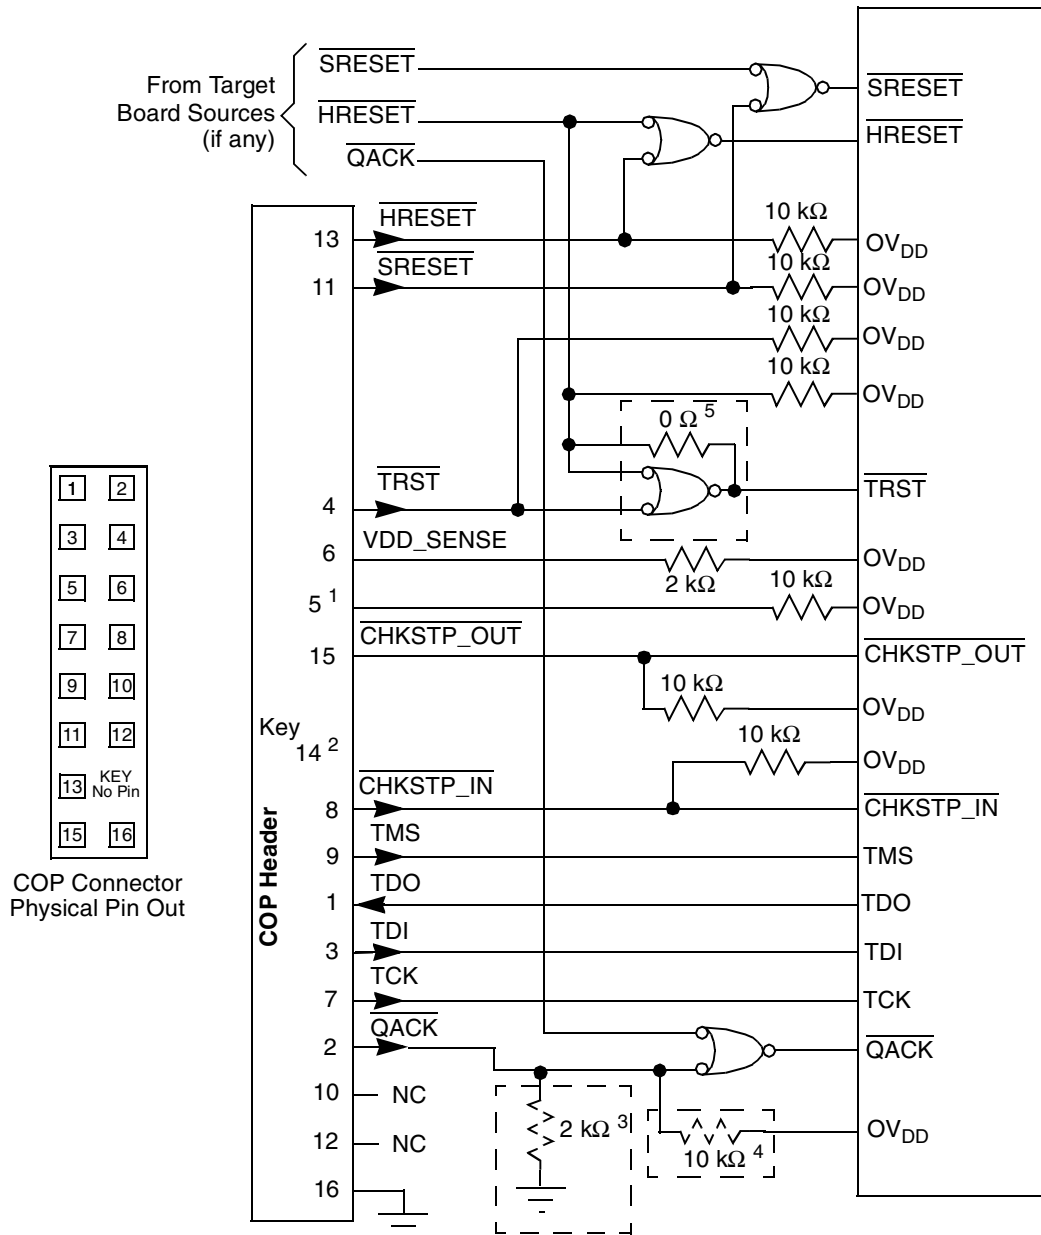 From Target
Board Sources
(if any)
SRESET
HRESET
QACK
SRESET
HRESET
13
HRESET
10 kΩ
OVDD
11
SRESET
10 kΩ
OVDD
10 kΩ
OVDD
10 kΩ
OVDD
0 Ω 5
4
TRST
TRST
6
VDD_SENSE
2 kΩ
OVDD
5 1
10 kΩ
OVDD
15
CHKSTP_OUT
CHKSTP_OUT
10 kΩ
OVDD
Key
14 2
10 kΩ
OVDD
8
CHKSTP_IN
CHKSTP_IN
9
TMS
TMS
1
TDO
TDO
3
TDI
TDI
7
TCK
TCK
2
QACK
QACK
10
NC
2 kΩ 3
10 kΩ 4
OVDD
12
NC
16
COP Header
1 2
3 4
5 6
7 8
9 10
11 12
13 KEY
No Pin
15 16
COP Connector
Physical Pin Out